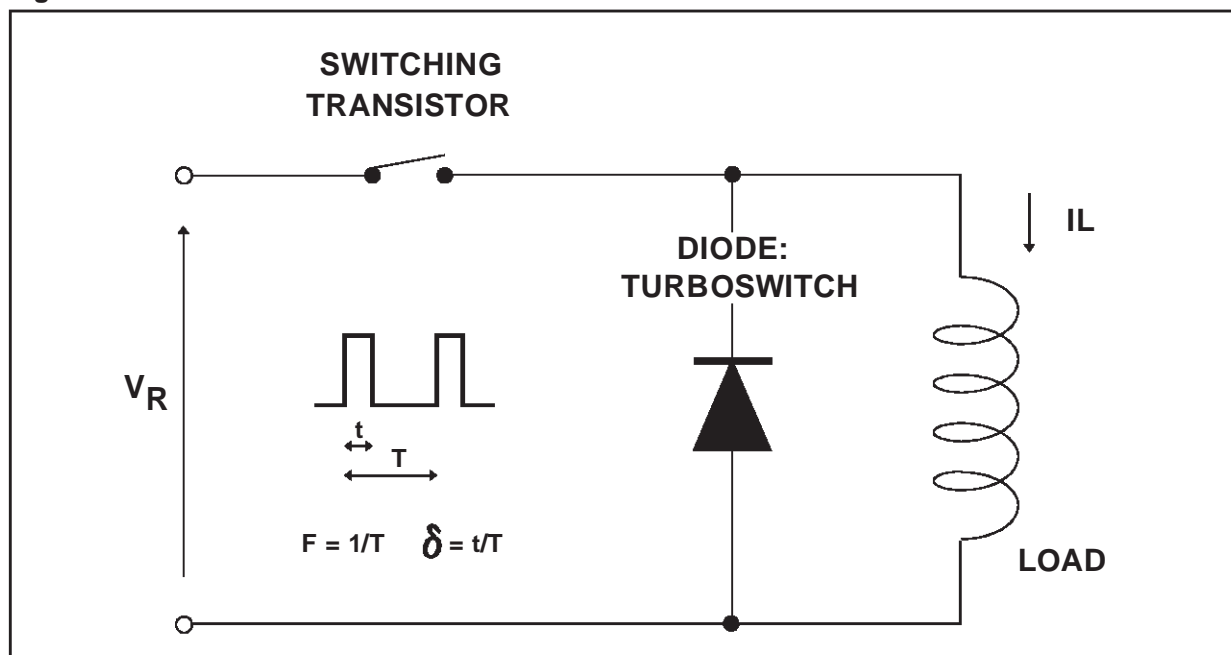 SWITCHING
TRANSISTOR
IL
DIODE:
TURBOSWITCH
VR
t
T
F = 1/T δ = t/T
LOAD